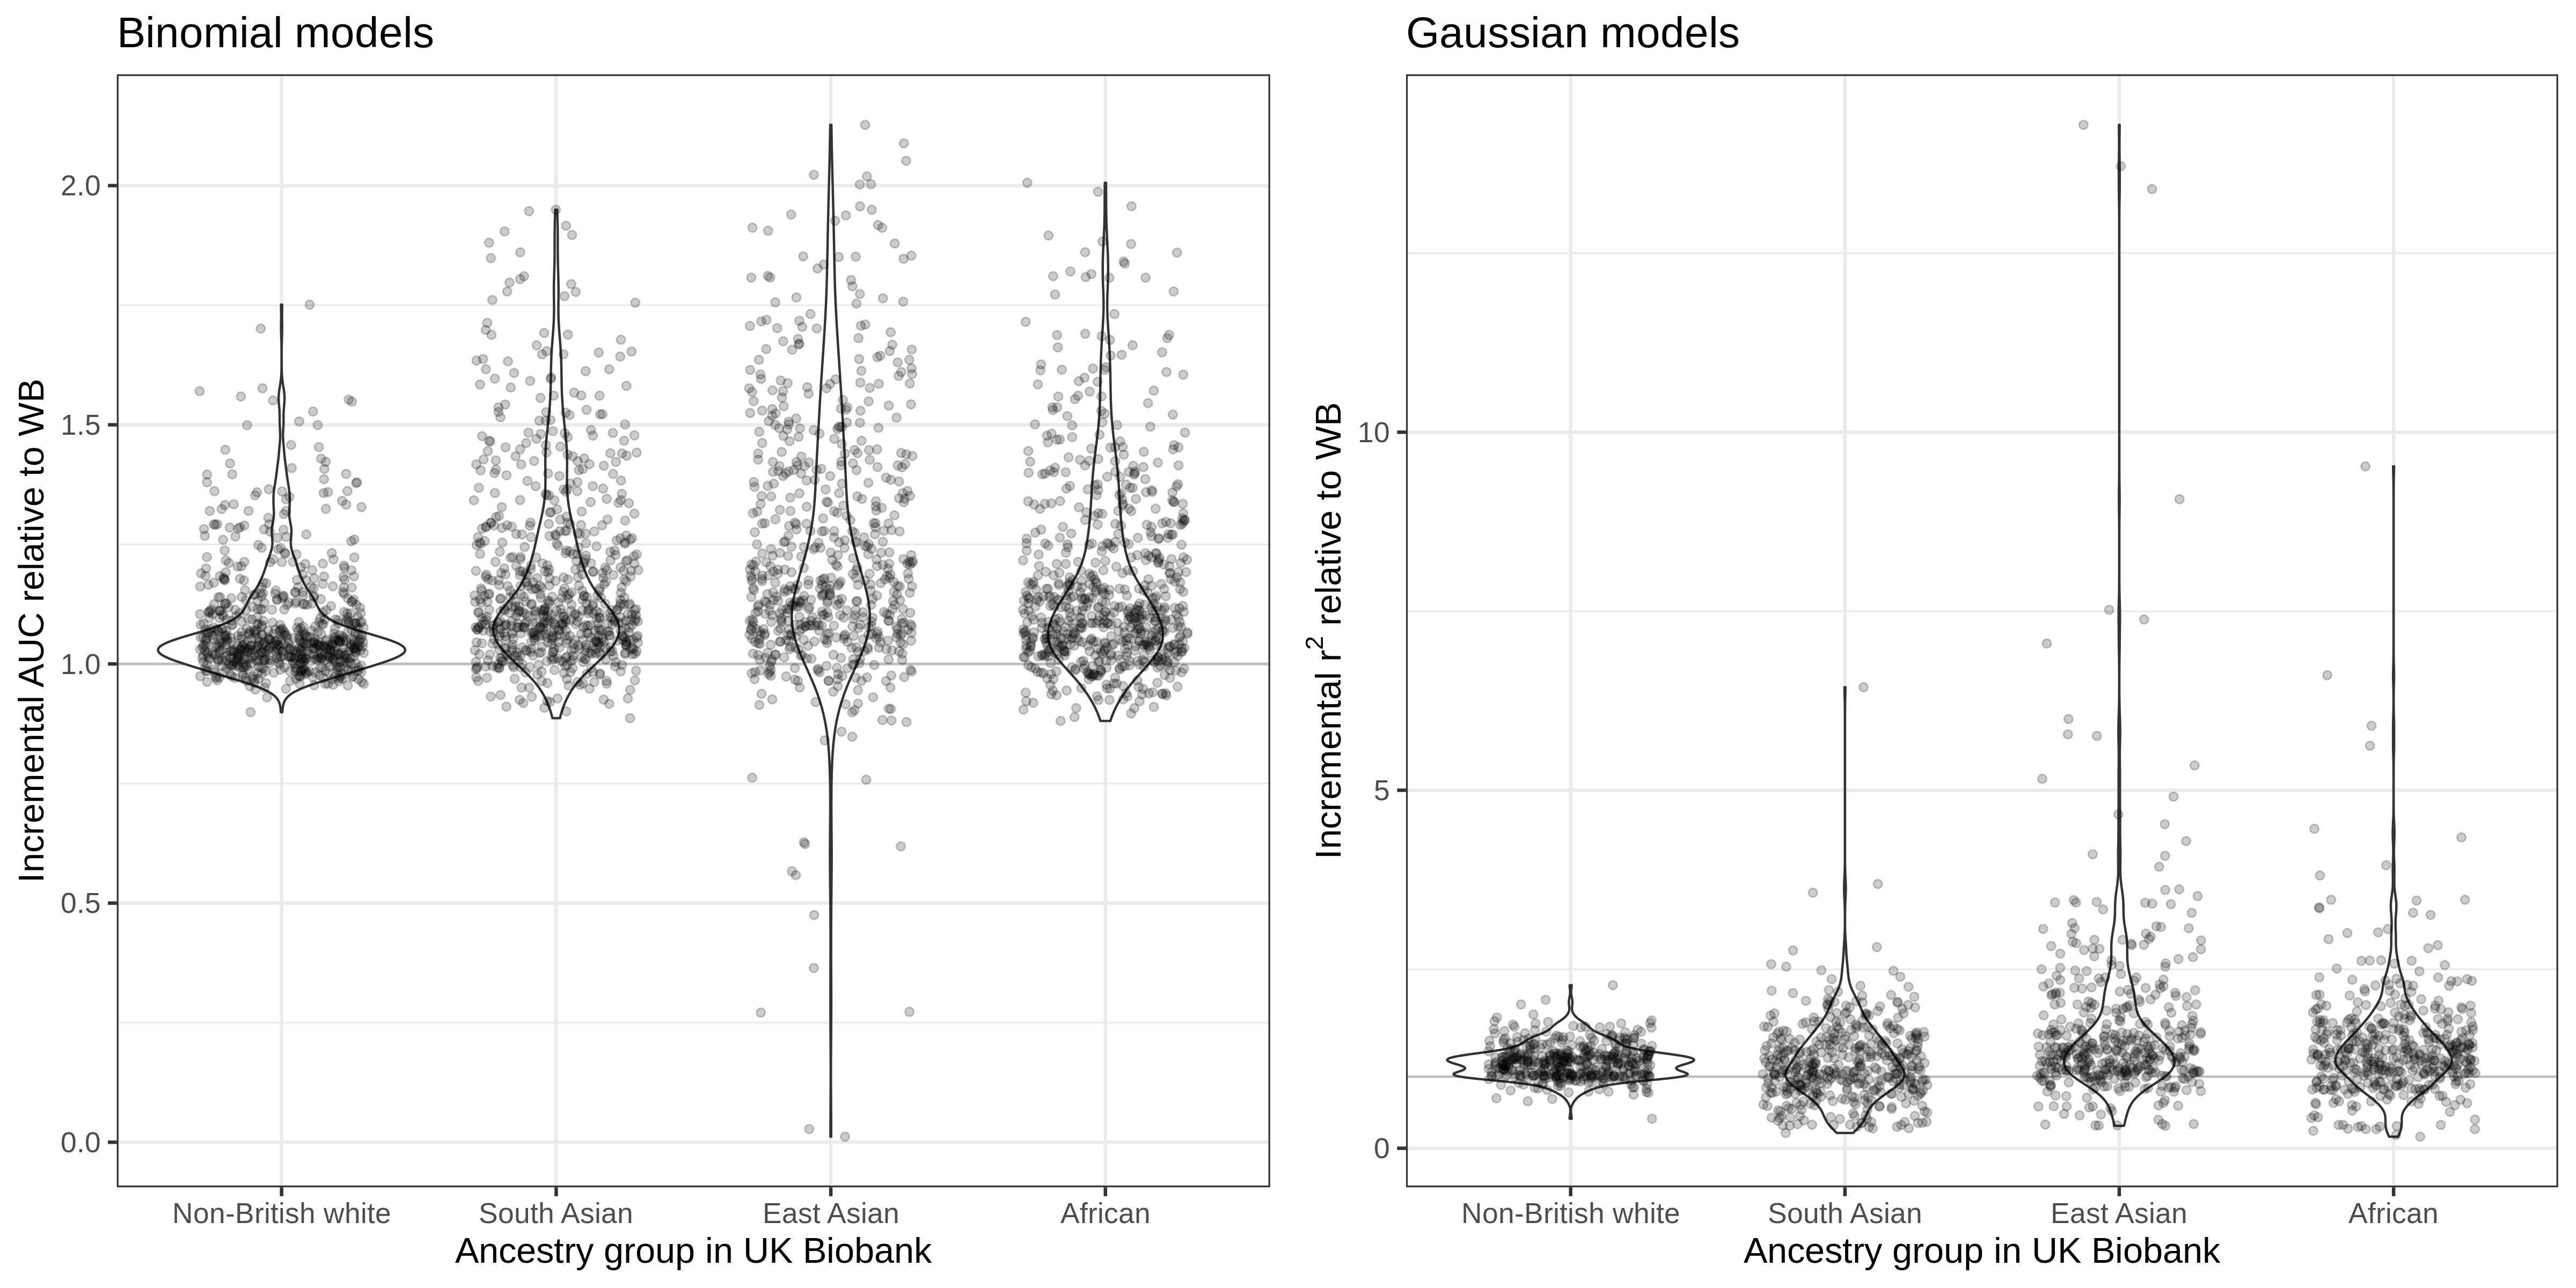 Binomial models
Incremental AUC relative to WB
2.0
1.5
1.0
0.5
0.0
Non-British white
South Asian
East Asian
African
Ancestry group in UK Biobank
Gaussian models
Incremental r² relative to WB
10
5
0
Non-British white
South Asian
East Asian
African
Ancestry group in UK Biobank